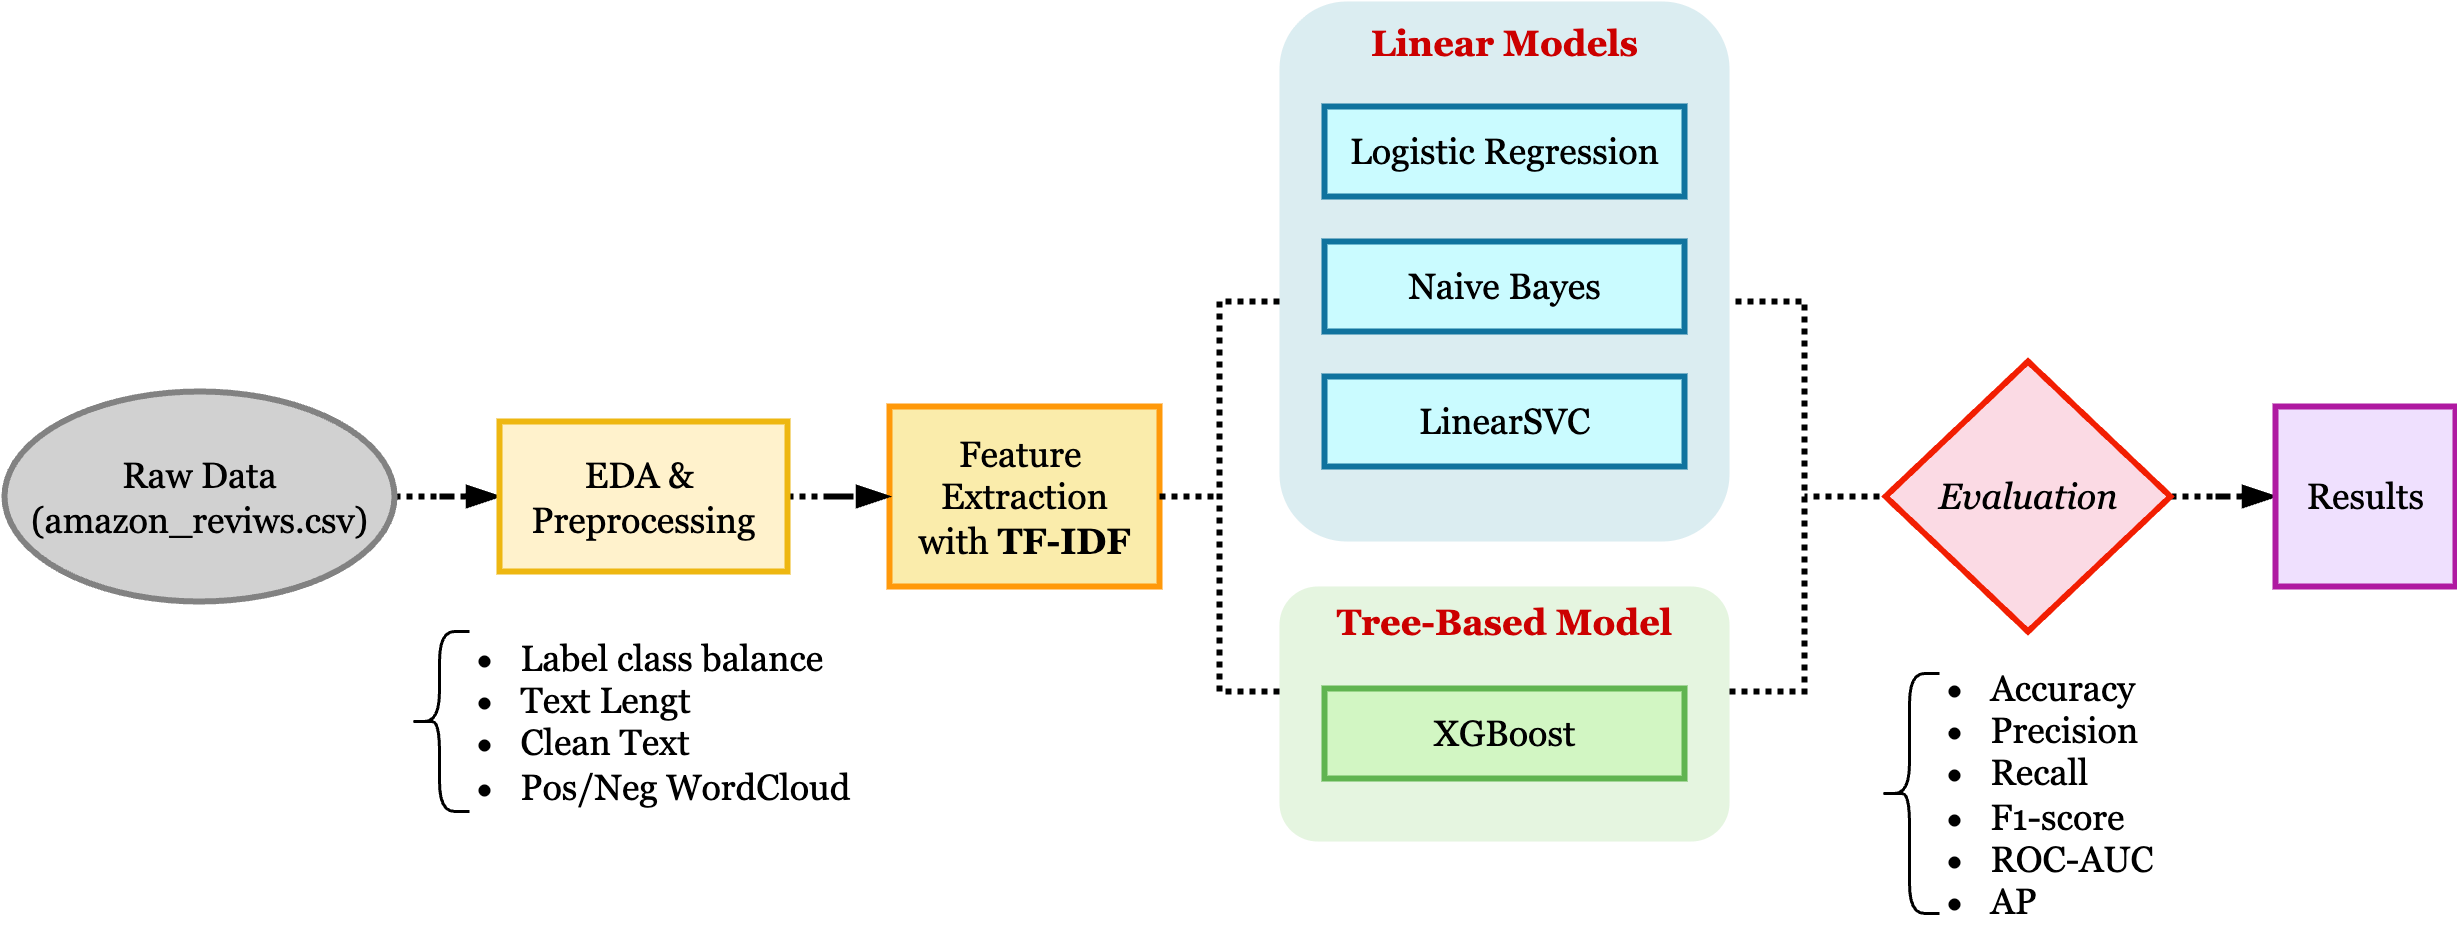 Raw Data
(amazon_reviws.csv)
EDA &
Preprocessing
• Label class balance
• Text Lengt
• Clean Text
• Pos/Neg WordCloud
Feature
Extraction
with TF-IDF
Linear Models
Logistic Regression
Naive Bayes
LinearSVC
Tree-Based Model
XGBoost
Evaluation
• Accuracy
• Precision
• Recall
• F1-score
• ROC-AUC
• AP
Results